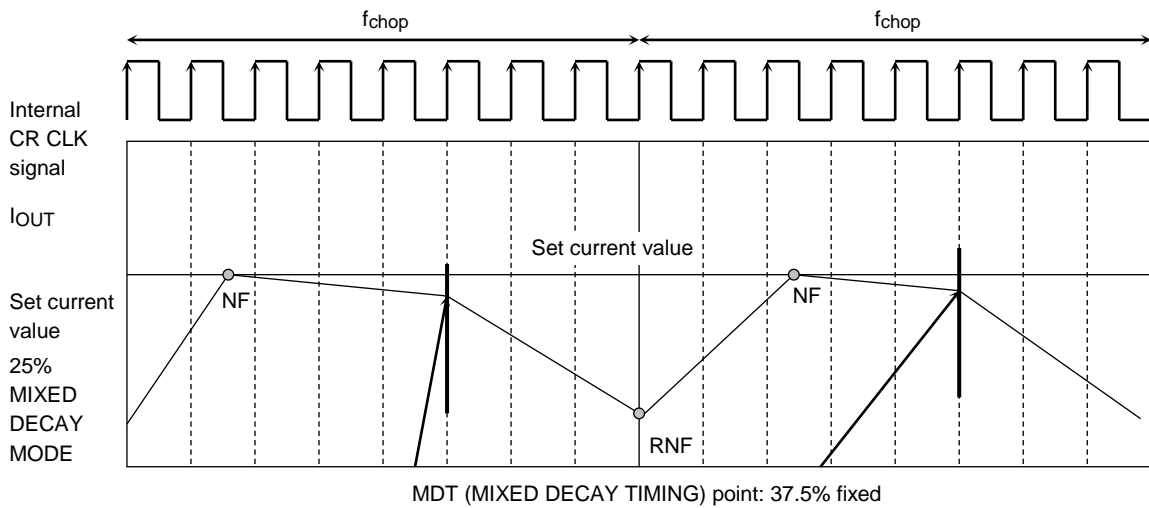 fchop
fchop
Internal
CR CLK
signal
IOUT
Set current value
NF
NF
Set current
value
25%
MIXED
DECAY
MODE
RNF
MDT (MIXED DECAY TIMING) point: 37.5% fixed